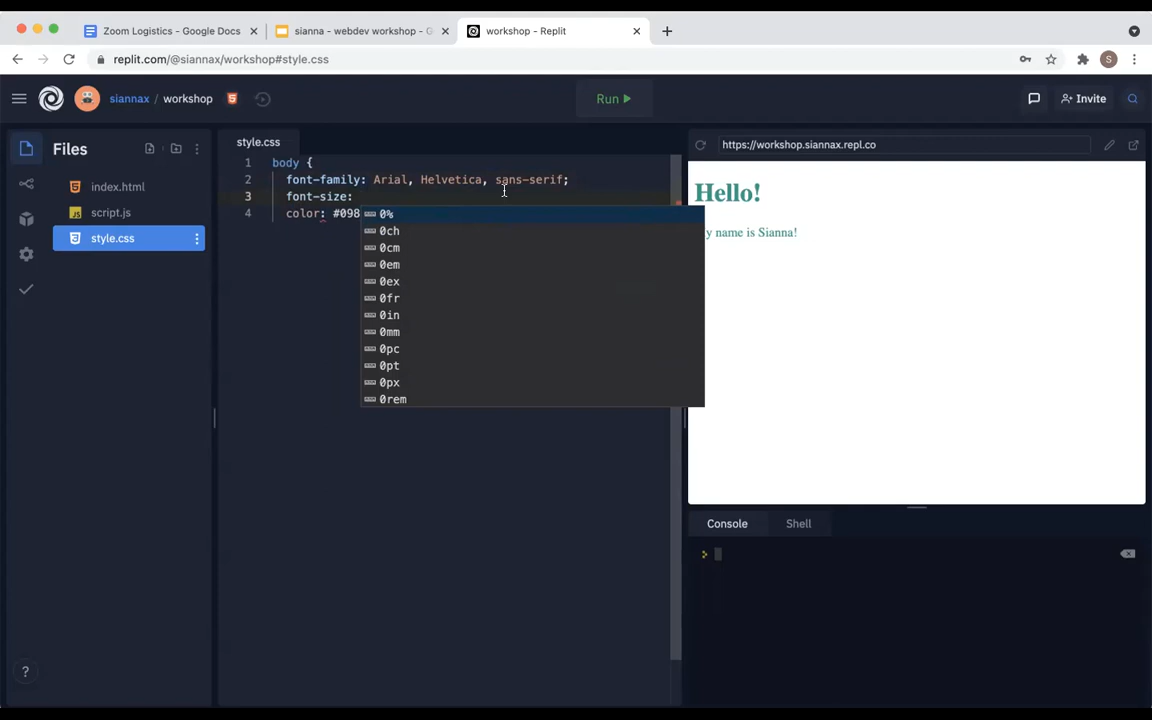 Zoom Logistics - Google Docs
sianna - webdev workshop - G
workshop - Replit
replit.com/@siannax/workshop#style.css
S
siannax / workshop
Run
Invite
Files
index.html
script.js
style.css
style.css
1 body {
2 font-family: Arial, Helvetica, sans-serif;
3 font-size:
4 color: #098
0%
0ch
0cm
0em
0ex
0fr
0in
0mm
0pc
0pt
0px
0rem
https://workshop.siannax.repl.co
Hello!
y name is Sianna!
Console
Shell
?